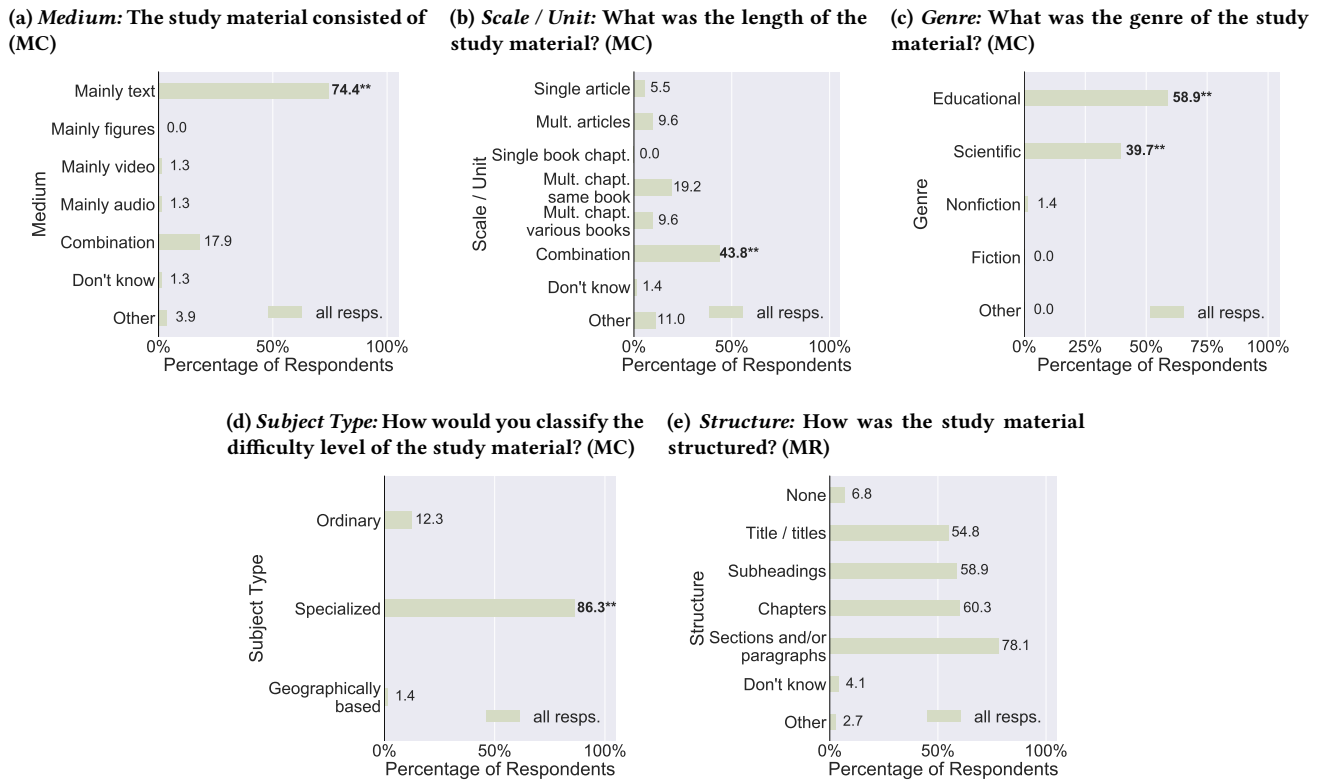 (a) Medium: The study material consisted of
(MC)
Medium
Mainly text
74.4**
Mainly figures
0.0
Mainly video
1.3
Mainly audio
1.3
Combination
17.9
Don't know
1.3
Other
3.9
all resps.
0% 50% 100%
Percentage of Respondents
(b) Scale / Unit: What was the length of the
study material? (MC)
Scale / Unit
Single article
5.5
Mult. articles
9.6
Single book chapt.
0.0
Mult. chapt.
same book
19.2
Mult. chapt.
various books
9.6
Combination
43.8**
Don't know
1.4
Other
11.0
all resps.
0% 50% 100%
Percentage of Respondents
(c) Genre: What was the genre of the study
material? (MC)
Genre
Educational
58.9**
Scientific
39.7**
Nonfiction
1.4
Fiction
0.0
Other
0.0
all resps.
0% 25% 50% 75% 100%
Percentage of Respondents
(d) Subject Type: How would you classify the
difficulty level of the study material? (MC)
Subject Type
Ordinary
12.3
Specialized
86.3**
Geographically
based
1.4
all resps.
0% 50% 100%
Percentage of Respondents
(e) Structure: How was the study material
structured? (MR)
Structure
None
6.8
Title / titles
54.8
Subheadings
58.9
Chapters
60.3
Sections and/or
paragraphs
78.1
Don't know
4.1
Other
2.7
all resps.
0% 50% 100%
Percentage of Respondents